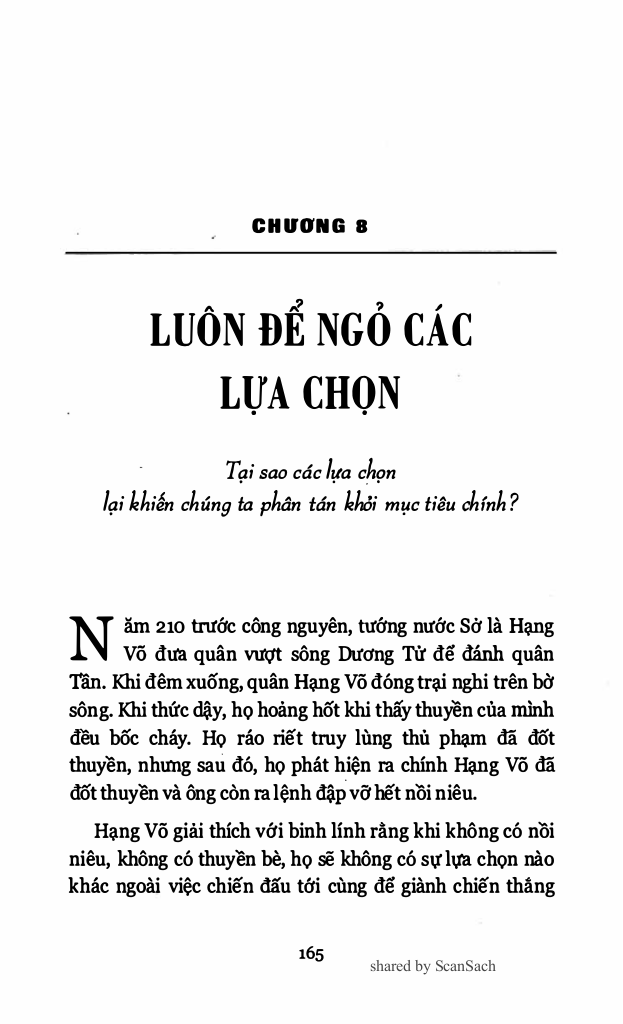 CHƯƠNG 8
LUÔN ĐỂ NGỎ CÁC
LỰA CHỌN
Tại sao các lựa chọn
lại khiến chúng ta phân tán khỏi mục tiêu chính?
Năm 210 trước công nguyên, tướng nước Sở là Hạng
Võ đưa quân vượt sông Dương Tử để đánh quân
Tần. Khi đêm xuống, quân Hạng Võ đóng trại nghi trên bờ
sông. Khi thức dậy, họ hoảng hốt khi thấy thuyền của mình
đều bốc cháy. Họ ráo riết truy lùng thủ phạm đã đốt
thuyền, nhưng sau đó, họ phát hiện ra chính Hạng Võ đã
đốt thuyền và ông còn ra lệnh đập vỡ hết nồi niêu.
Hạng Võ giải thích với binh lính rằng khi không có nồi
niêu, không có thuyền bè, họ sẽ không có sự lựa chọn nào
khác ngoài việc chiến đấu tới cùng để giành chiến thắng
165
shared by ScanSach